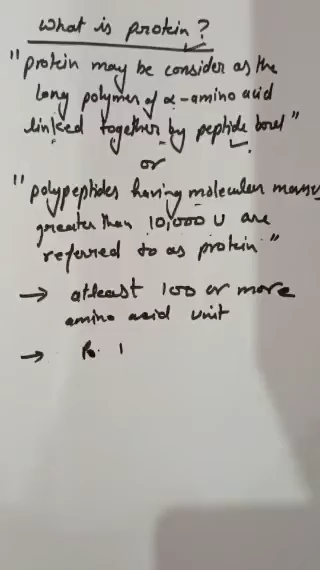 what is protein?
"protein may be consider as the
long polymer of α-amino acid
linked together by peptide bond"
or
"polypeptides having molecular mass
greater than 10,000 U are
referred to as protein"
→ atleast 100 or more
amino acid unit
→